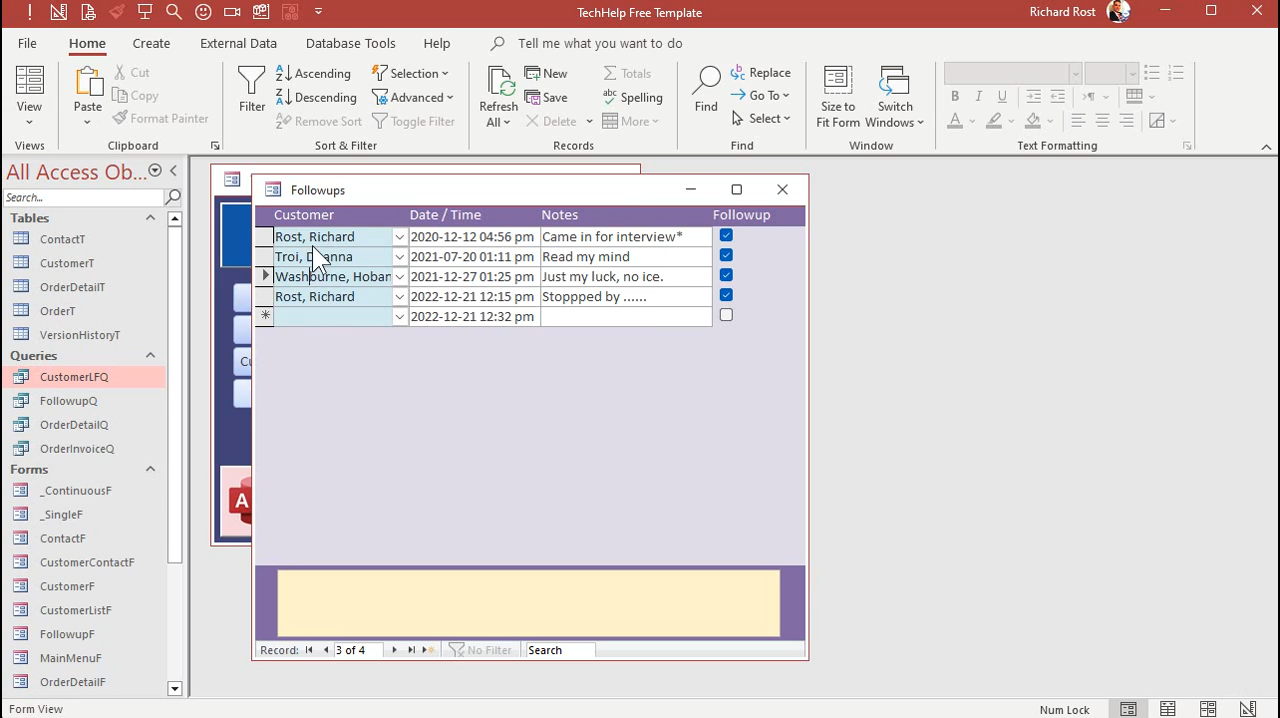 TechHelp Free Template
Richard Rost
File Home Create External Data Database Tools Help Tell me what you want to do
View
Views
Paste
Cut
Copy
Format Painter
Clipboard
Filter
Ascending
Descending
Remove Sort
Selection
Advanced
Toggle Filter
Sort & Filter
Refresh
All
New
Save
Delete
Totals
Spelling
More
Records
Find
Replace
Go To
Select
Find
Size to
Fit Form
Switch
Windows
Window
B I U
A
Text Formatting
All Access Ob...
Search...
Tables
ContactT
CustomerT
OrderDetailT
OrderT
VersionHistoryT
Queries
CustomerLFQ
FollowupQ
OrderDetailQ
OrderInvoiceQ
Forms
_ContinuousF
_SingleF
ContactF
CustomerContactF
CustomerF
CustomerListF
FollowupF
MainMenuF
OrderDetailF
Cu
A
Followups
Customer Date / Time Notes Followup
Rost, Richard 2020-12-12 04:56 pm Came in for interview*
Troi, Deanna 2021-07-20 01:11 pm Read my mind
Washburne, Hoban 2021-12-27 01:25 pm Just my luck, no ice.
Rost, Richard 2022-12-21 12:15 pm Stoppped by ......
2022-12-21 12:32 pm
Record: 3 of 4 No Filter Search
Form View
Num Lock